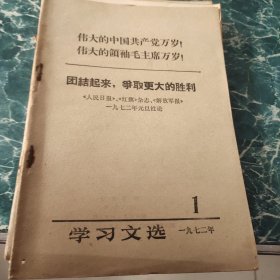 伟大的中国共产党万岁！
伟大的領袖毛主席万岁！
团結起来，爭取更大的胜利
《人民日报》、《红旗》杂志、《解放军报》
一九七二年元旦社论
1
学习文选 一九七二年